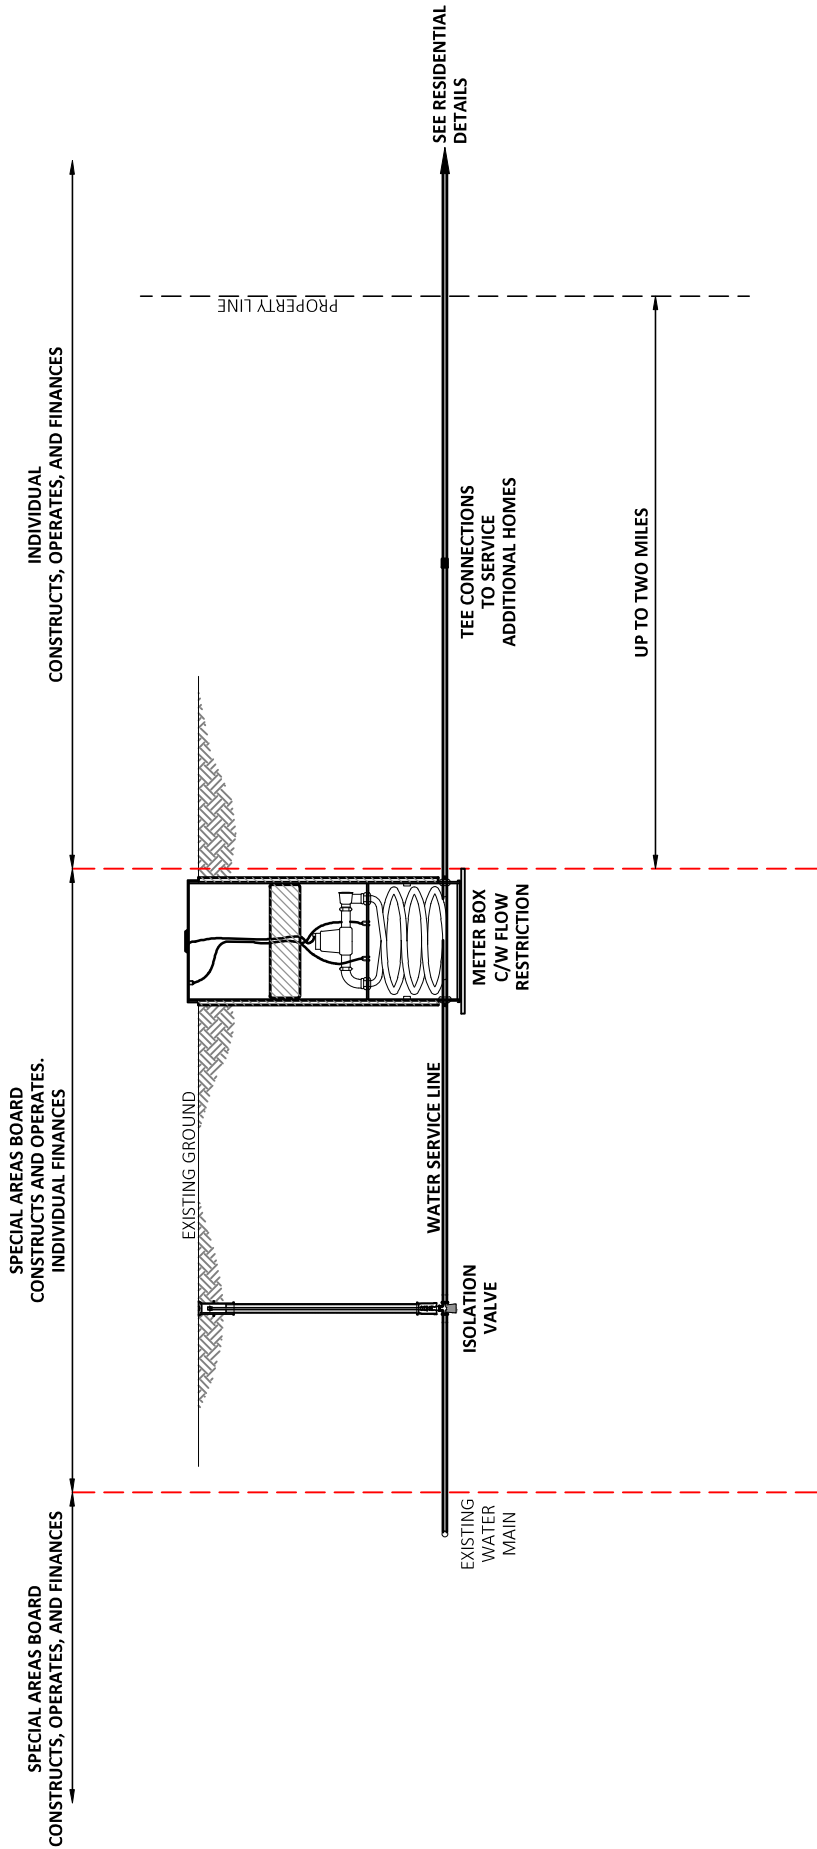 SPECIAL AREAS BOARD
CONSTRUCTS, OPERATES, AND FINANCES
SPECIAL AREAS BOARD
CONSTRUCTS AND OPERATES.
INDIVIDUAL FINANCES
INDIVIDUAL
CONSTRUCTS, OPERATES, AND FINANCES
EXISTING GROUND
PROPERTY LINE
EXISTING
WATER
MAIN
ISOLATION
VALVE
WATER SERVICE LINE
METER BOX
C/W FLOW
RESTRICTION
TEE CONNECTIONS
TO SERVICE
ADDITIONAL HOMES
SEE RESIDENTIAL
DETAILS
UP TO TWO MILES